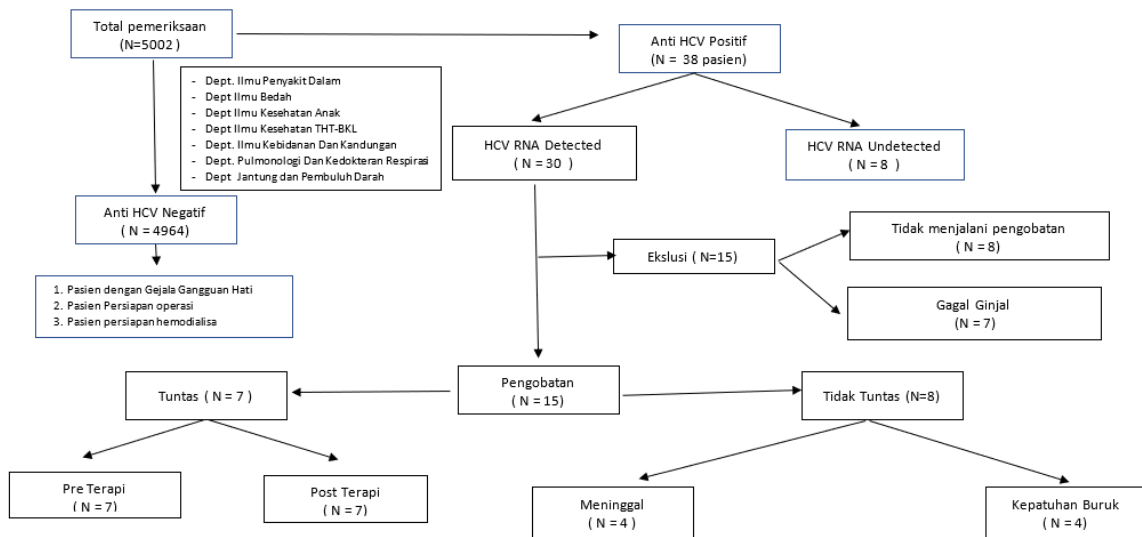 Total pemeriksaan
(N=5002 )
Anti HCV Positif
(N = 38 pasien)
- Dept. Ilmu Penyakit Dalam
- Dept Ilmu Bedah
- Dept Ilmu Kesehatan Anak
- Dept Ilmu Kesehatan THT-BKL
- Dept. Ilmu Kebidanan Dan Kandungan
- Dept. Pulmonologi Dan Kedokteran Respirasi
- Dept Jantung dan Pembuluh Darah
HCV RNA Detected
( N = 30 )
HCV RNA Undetected
( N = 8 )
Anti HCV Negatif
( N = 4964)
Ekslusi ( N=15)
Tidak menjalani pengobatan
( N = 8)
1. Pasien dengan Gejala Gangguan Hati
2. Pasien Persiapan operasi
3. Pasien persiapan hemodialisa
Gagal Ginjal
(N = 7)
Tuntas ( N = 7 )
Pengobatan
( N = 15)
Tidak Tuntas (N=8)
Pre Terapi
( N = 7)
Post Terapi
( N = 7)
Meninggal
( N = 4 )
Kepatuhan Buruk
( N = 4)